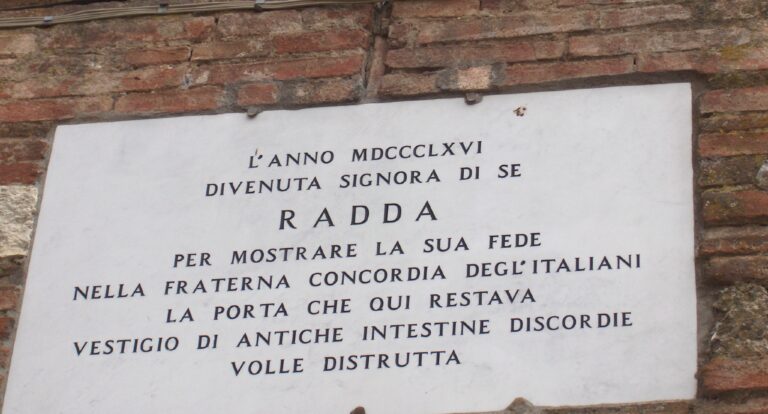 L'ANNO MDCCCLXVI
DIVENUTA SIGNORA DI SE
RADDA
PER MOSTRARE LA SUA FEDE
NELLA FRATERNA CONCORDIA DEGL'ITALIANI
LA PORTA CHE QUI RESTAVA
VESTIGIO DI ANTICHE INTESTINE DISCORDIE
VOLLE DISTRUTTA